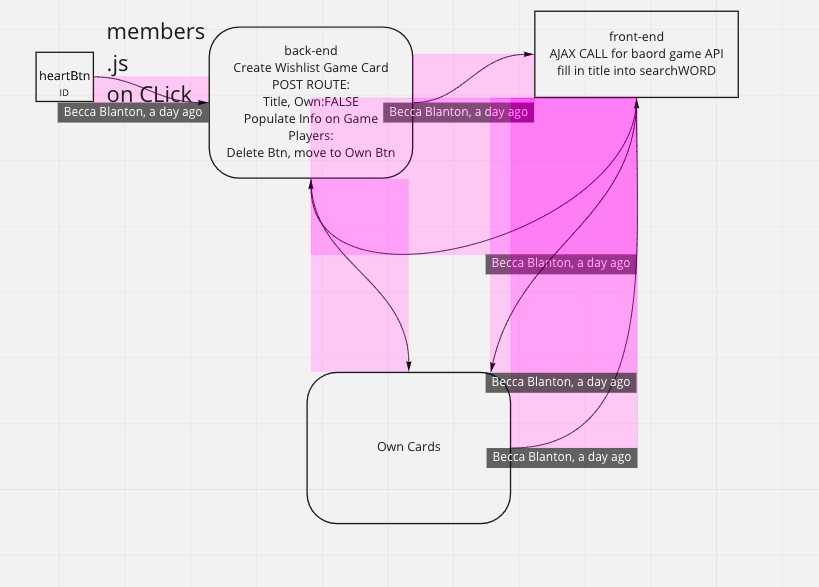 members
.js
on CLick
heartBtn
ID
Becca Blanton, a day ago
back-end
Create Wishlist Game Card
POST ROUTE:
Title, Own:FALSE
Populate Info on Game
Players:
Delete Btn, move to Own Btn
Becca Blanton, a day ago
front-end
AJAX CALL for baord game API
fill in title into searchWORD
Becca Blanton, a day ago
Becca Blanton, a day ago
Own Cards
Becca Blanton, a day ago